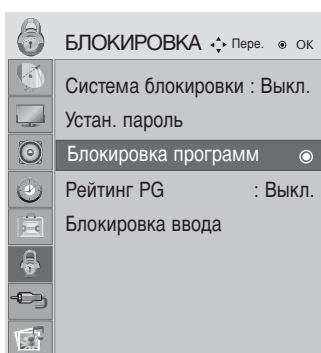 БЛОКИРОВКА Пере. OK
Система блокировки : Выкл.
Устан. пароль
Блокировка программ
Рейтинг PG : Выкл.
Блокировка ввода